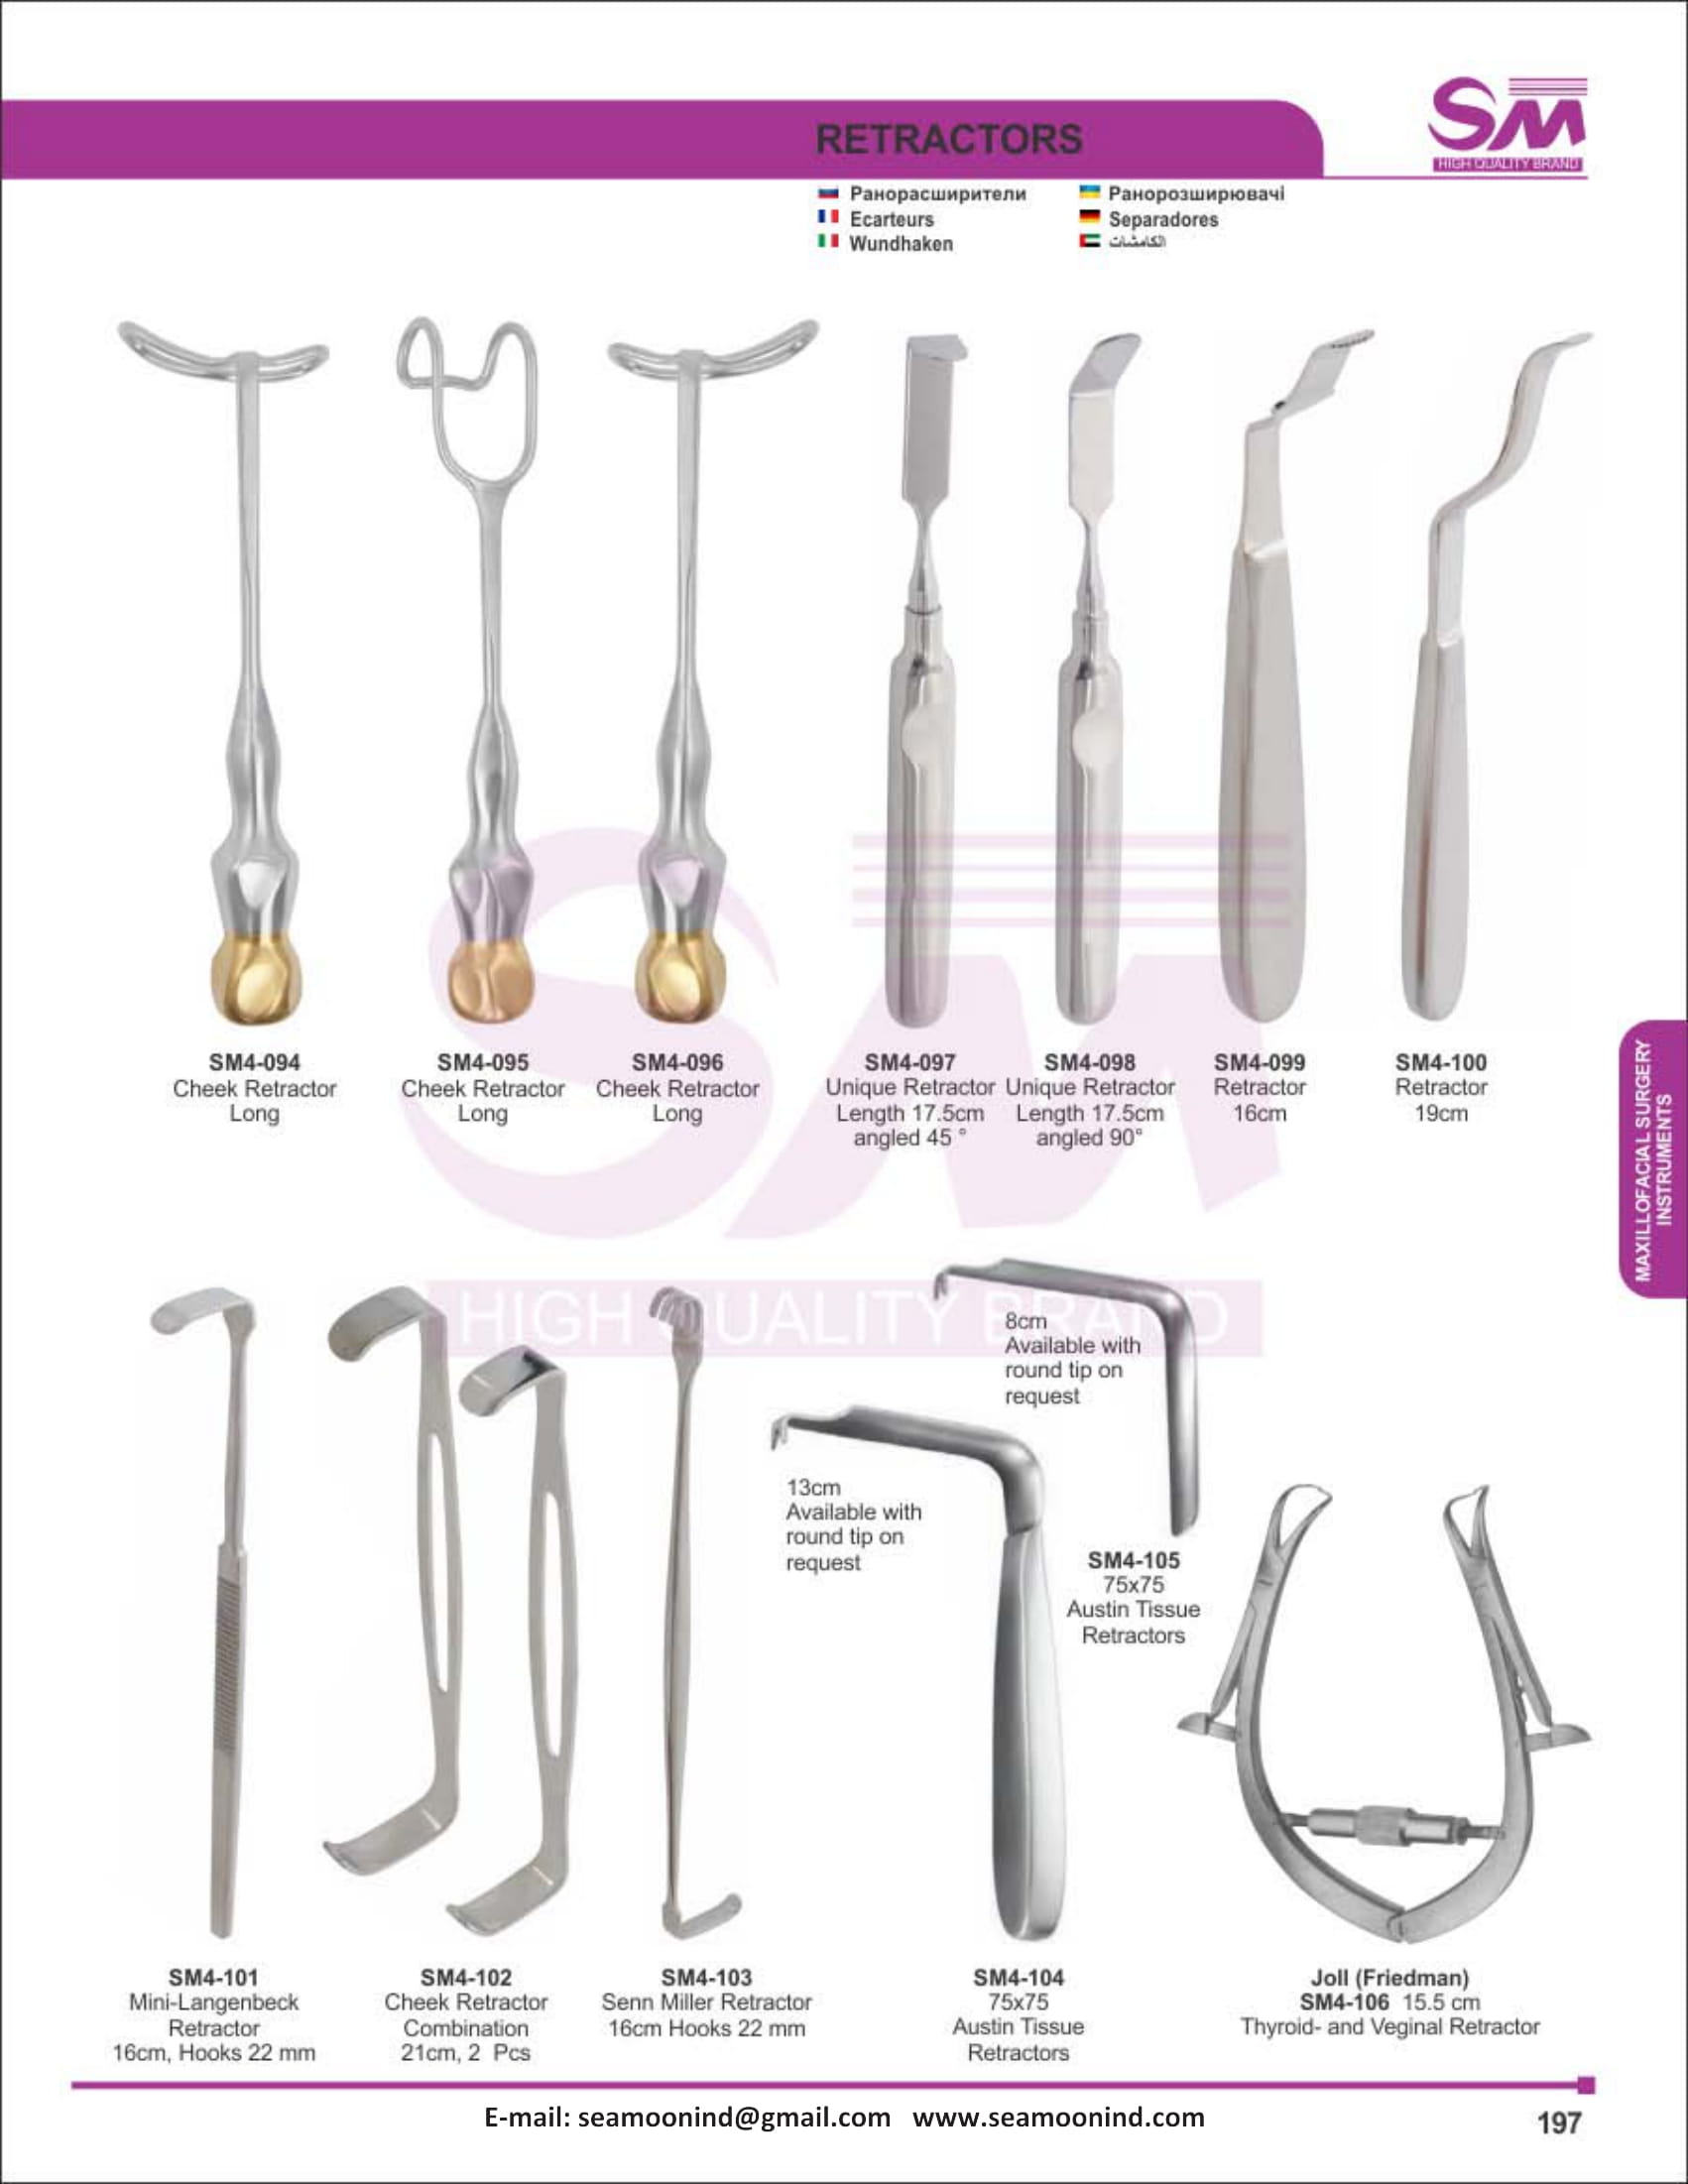 SM
HIGH QUALITY BRAND
RETRACTORS
Ранорасширители
Ранорозширювачі
Ecarteurs
Separadores
Wundhaken
الكامشات
SM4-094
Cheek Retractor
Long
SM4-095
Cheek Retractor
Long
SM4-096
Cheek Retractor
Long
SM4-097
Unique Retractor
Length 17.5cm
angled 45 °
SM4-098
Unique Retractor
Length 17.5cm
angled 90°
SM4-099
Retractor
16cm
SM4-100
Retractor
19cm
MAXILLOFACIAL SURGERY
INSTRUMENTS
SM
HIGH QUALITY BRAND
8cm
Available with
round tip on
request
13cm
Available with
round tip on
request
SM4-105
75x75
Austin Tissue
Retractors
SM4-101
Mini-Langenbeck
Retractor
16cm, Hooks 22 mm
SM4-102
Cheek Retractor
Combination
21cm, 2 Pcs
SM4-103
Senn Miller Retractor
16cm Hooks 22 mm
SM4-104
75x75
Austin Tissue
Retractors
Joll (Friedman)
SM4-106 15.5 cm
Thyroid- and Veginal Retractor
E-mail: seamoonind@gmail.com www.seamoonind.com
197